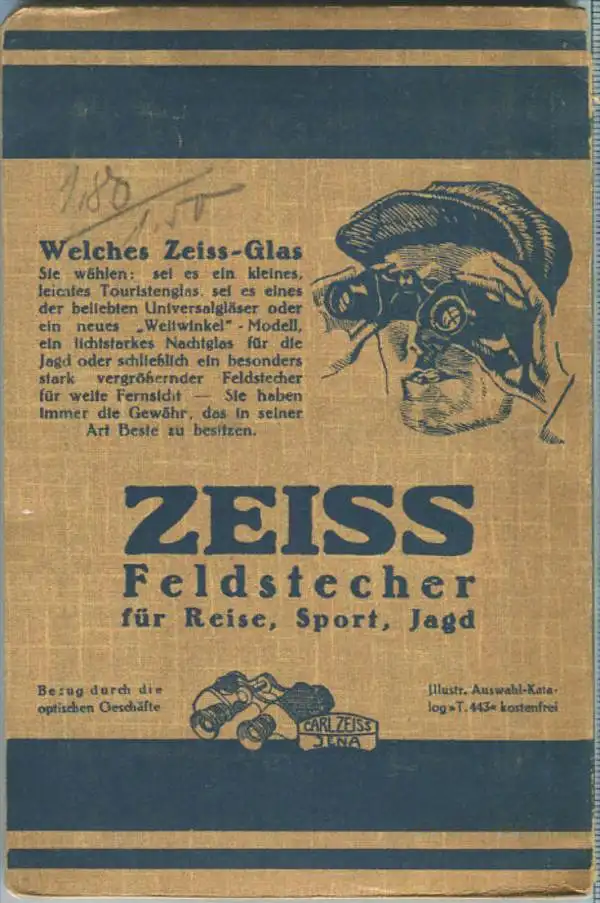 1,80
1.50
Welches Zeiss-Glas
Sie wählen: sei es ein kleines,
leichtes Touristenglas, sei es eines
der beliebten Universalgläser oder
ein neues „Weitwinkel"-Modell,
ein lichtstarkes Nachtglas für die
Jagd oder schließlich ein besonders
stark vergrößernder Feldstecher
für weite Fernsicht — Sie haben
immer die Gewähr, das in seiner
Art Beste zu besitzen.
ZEISS
Feldstecher
für Reise, Sport, Jagd
Bezug durch die
optischen Geschäfte
CARL ZEISS
JENA
Jllustr. Auswahl-Kata-
log »T. 443« kostenfrei